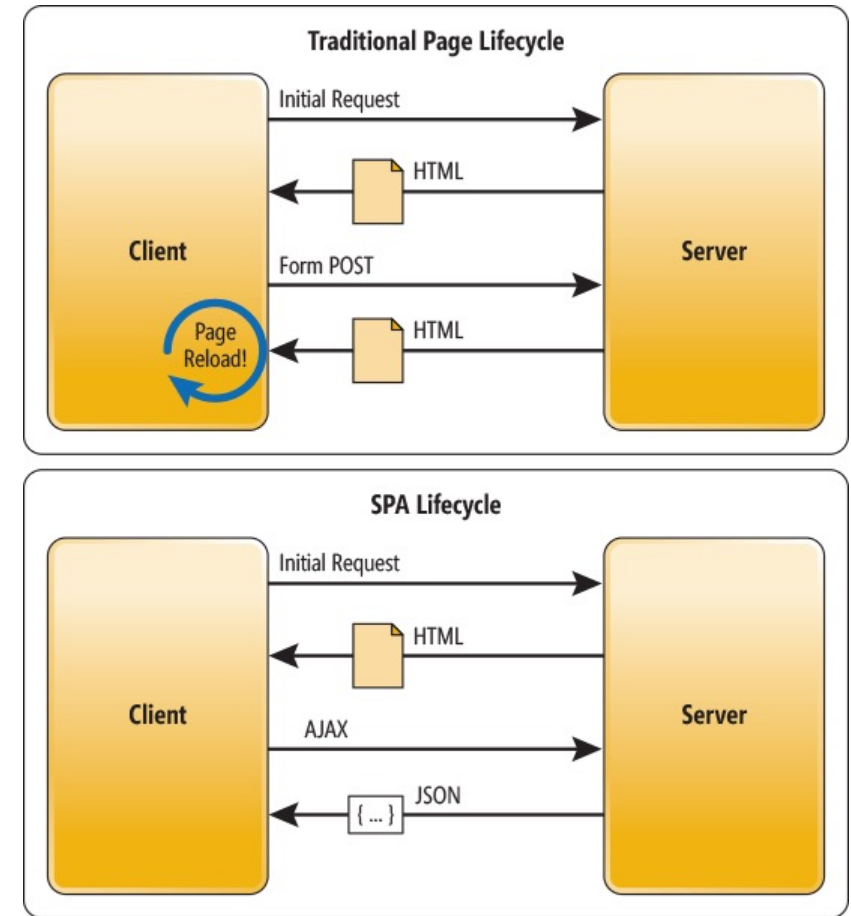 Traditional Page Lifecycle
Initial Request
HTML
Client
Server
Form POST
Page
Reload!
HTML
SPA Lifecycle
Initial Request
HTML
Client
Server
AJAX
JSON
{ ... }